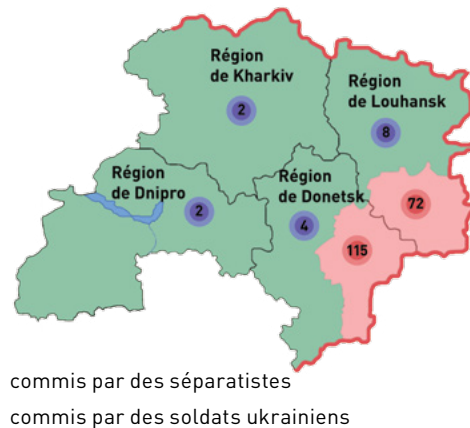 Région
de Kharkiv
2
Région
de Louhansk
8
Région
de Dnipro
2
Région
de Donetsk
4
72
115
commis par des séparatistes
commis par des soldats ukrainiens